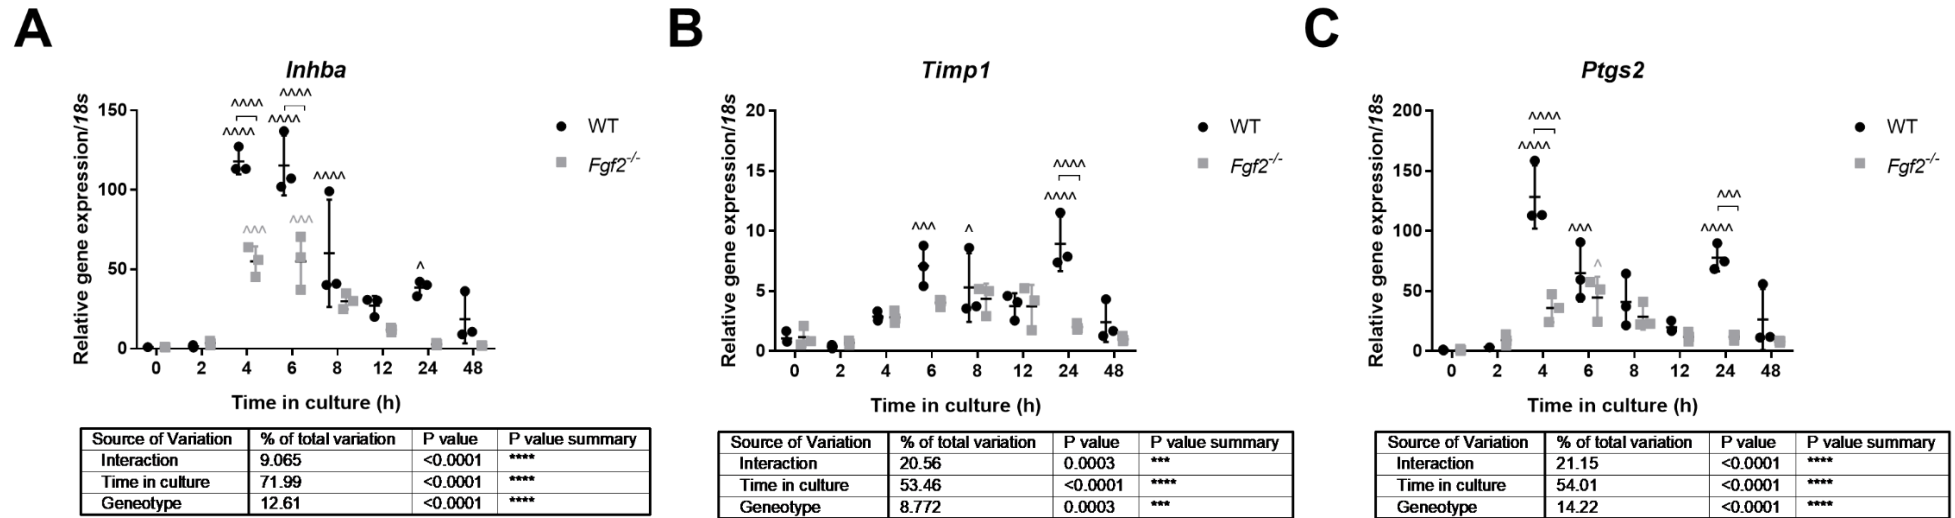 A
B
C
Inhba
Timp1
Ptgs2
Relative gene expression/18s
150
100
50
0
^^^^
^^^^
^^^^
^^^^
^^^
^^^
^^^^
^
WT
Fgf2-/-
0 2 4 6 8 12 24 48
Time in culture (h)
Relative gene expression/18s
20
15
10
5
0
^^^
^
^^^^
^^^^
WT
Fgf2-/-
0 2 4 6 8 12 24 48
Time in culture (h)
Relative gene expression/18s
200
150
100
50
0
^^^^
^^^^
^^^
^
^^^
^^^^
WT
Fgf2-/-
0 2 4 6 8 12 24 48
Time in culture (h)
Source of Variation % of total variation P value P value summary
Interaction 9.065 <0.0001 ****
Time in culture 71.99 <0.0001 ****
Geneotype 12.61 <0.0001 ****
Source of Variation % of total variation P value P value summary
Interaction 20.56 0.0003 ***
Time in culture 53.46 <0.0001 ****
Geneotype 8.772 0.0003 ***
Source of Variation % of total variation P value P value summary
Interaction 21.15 <0.0001 ****
Time in culture 54.01 <0.0001 ****
Genotype 14.22 <0.0001 ****